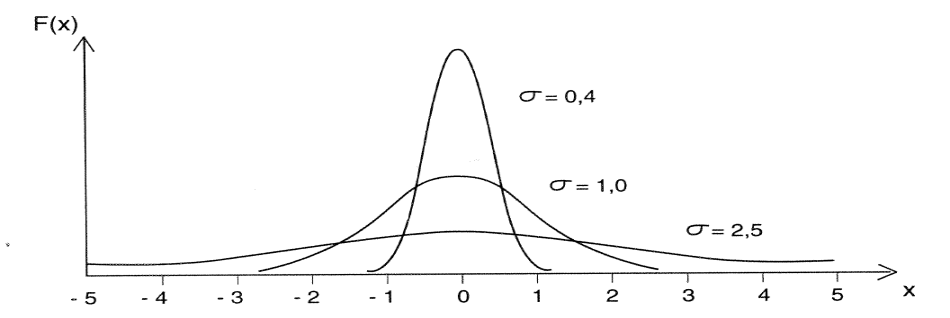 F(x)
σ = 0,4
σ = 1,0
σ = 2,5
- 5 - 4 - 3 - 2 - 1 0 1 2 3 4 5 x